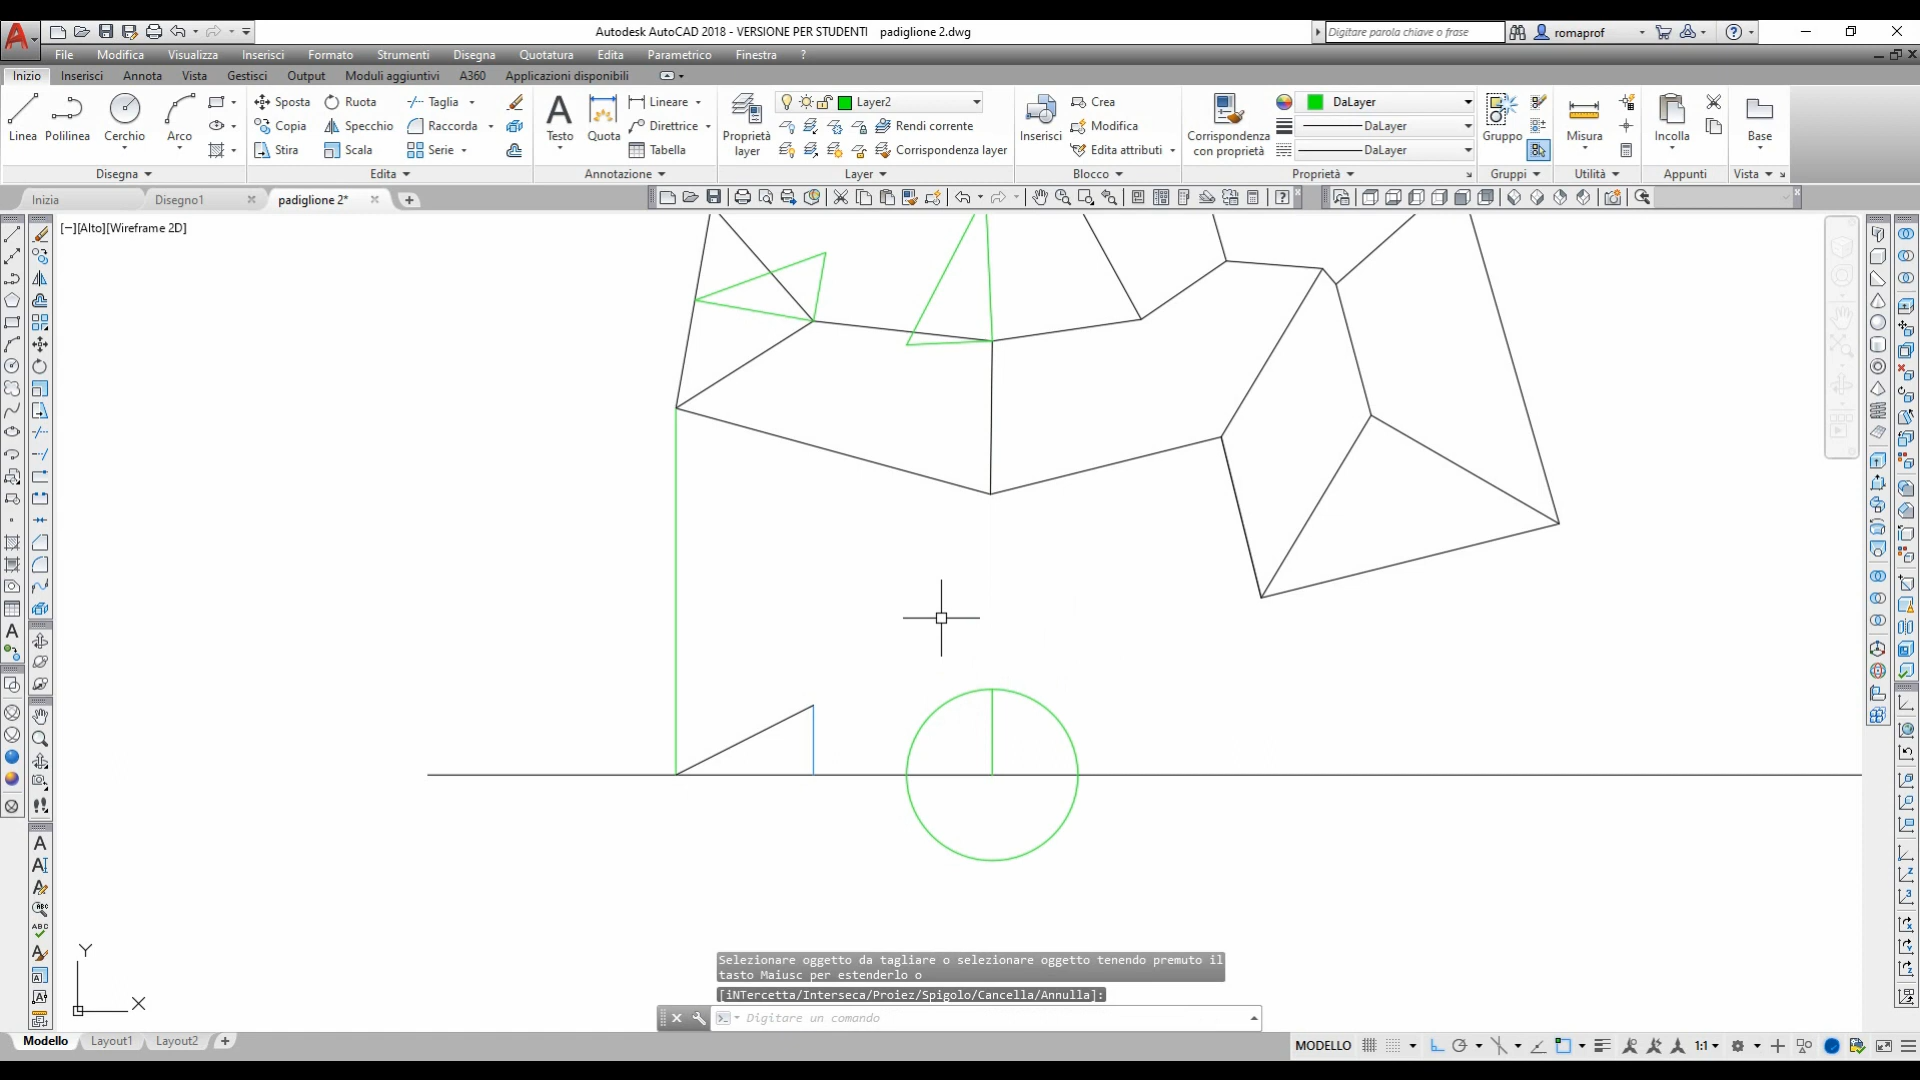 Autodesk AutoCAD 2018 - VERSIONE PER STUDENTI padiglione 2.dwg
Digitare parola chiave o frase
romaprof
File Modifica Visualizza Inserisci Formato Strumenti Disegna Quotatura Edita Parametrico Finestra ?
Inizio Inserisci Annota Vista Gestisci Output Moduli aggiuntivi A360 Applicazioni disponibili
Linea Polilinea Cerchio Arco
Sposta Ruota Taglia
Copia Specchio Raccorda
Stira Scala Serie
Testo Quota
Lineare
Direttrice
Tabella
Proprietà layer
Layer2
Rendi corrente
Corrispondenza layer
Inserisci
Crea
Modifica
Edita attributi
Corrispondenza con proprietà
DaLayer
DaLayer
DaLayer
Gruppo
Misura
Incolla
Base
Disegna Edita Annotazione Layer Blocco Proprietà Gruppi Utilità Appunti Vista
Inizia Disegno1 padiglione 2*
[−][Alto][Wireframe 2D]
Y
X
Selezionare oggetto da tagliare o selezionare oggetto tenendo premuto il
tasto Maiusc per estenderlo o
[iNTercetta/Interseca/Proiez/Spigolo/Cancella/Annulla]:
Digitare un comando
Modello Layout1 Layout2
MODELLO 1:1